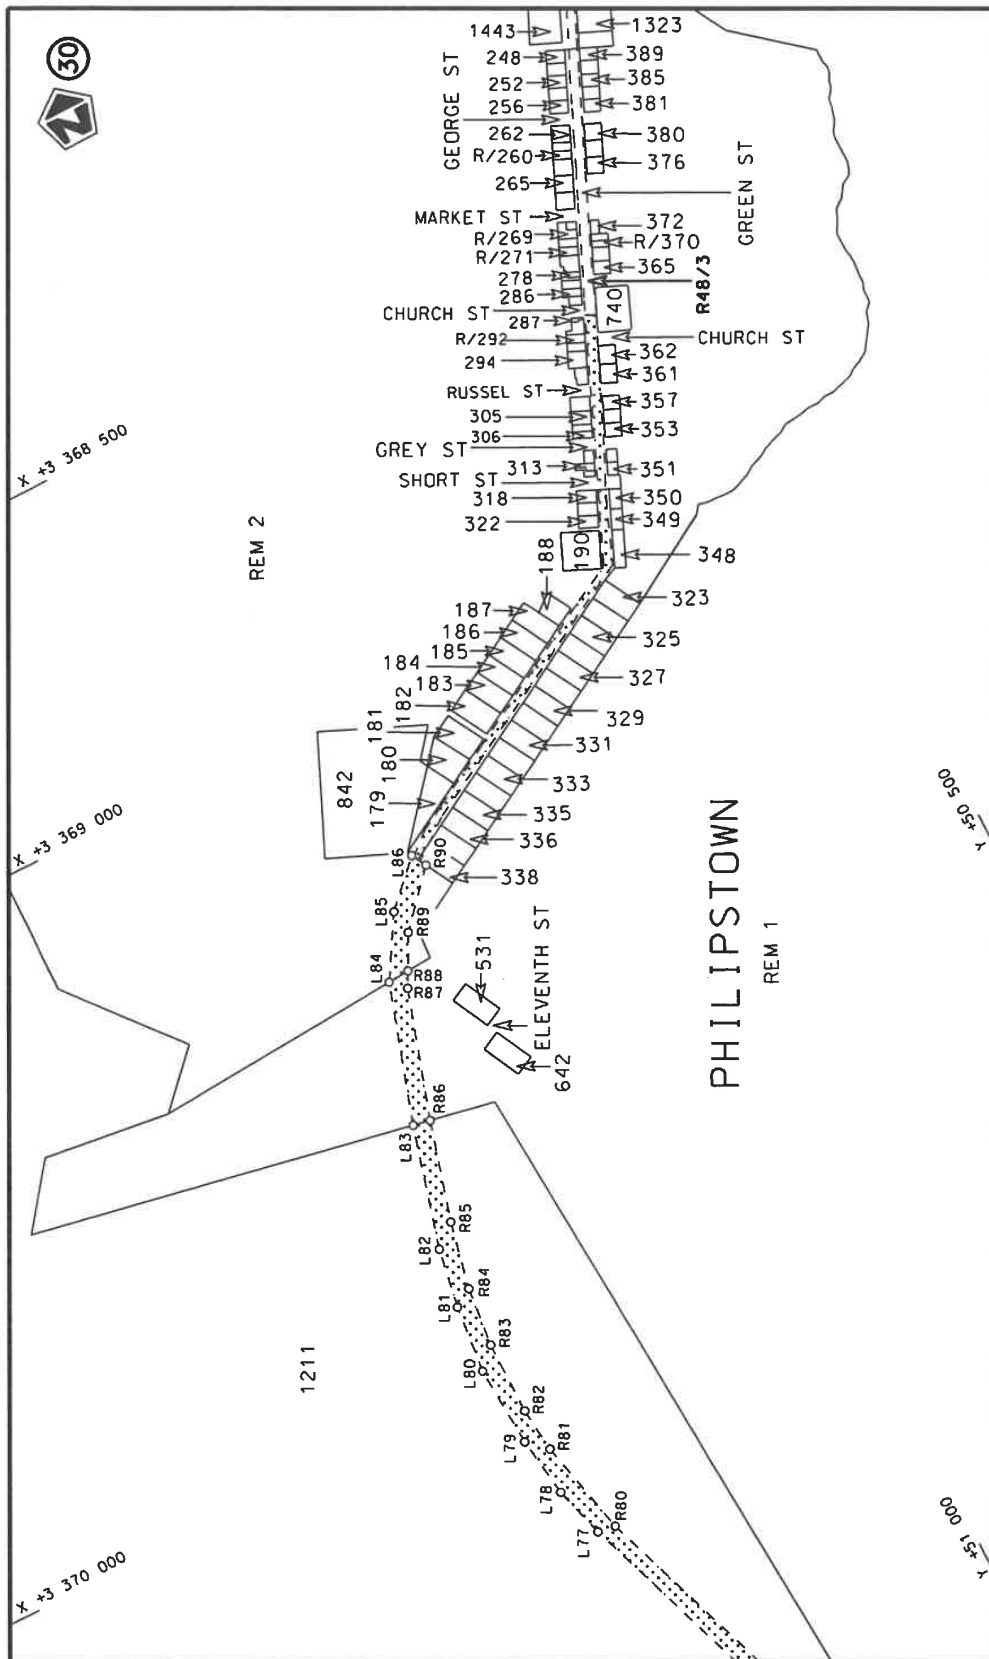 30
N
1443
248
252
256
262
R/260
265
GEORGE ST
MARKET ST
R/269
R/271
278
286
CHURCH ST
287
R/292
294
RUSSEL ST
305
306
GREY ST
313
SHORT ST
318
322
190
188
187
186
185
184
183
182
181
180
179
842
1323
389
385
381
380
376
GREEN ST
372
R/370
365
R48/3
740
CHURCH ST
362
361
357
353
351
350
349
348
323
325
327
329
331
333
335
336
338
X +3 368 500
REM 2
X +3 369 000
L86
R90
L85
R89
L84
R88
R87
531
ELEVENTH ST
642
PHILIPSTOWN
REM 1
Y +50 500
L83
R86
L82
R85
L81
R84
L80
R83
1211
L79
R82
R81
L78
L77
R80
X +3 370 000
Y +51 000